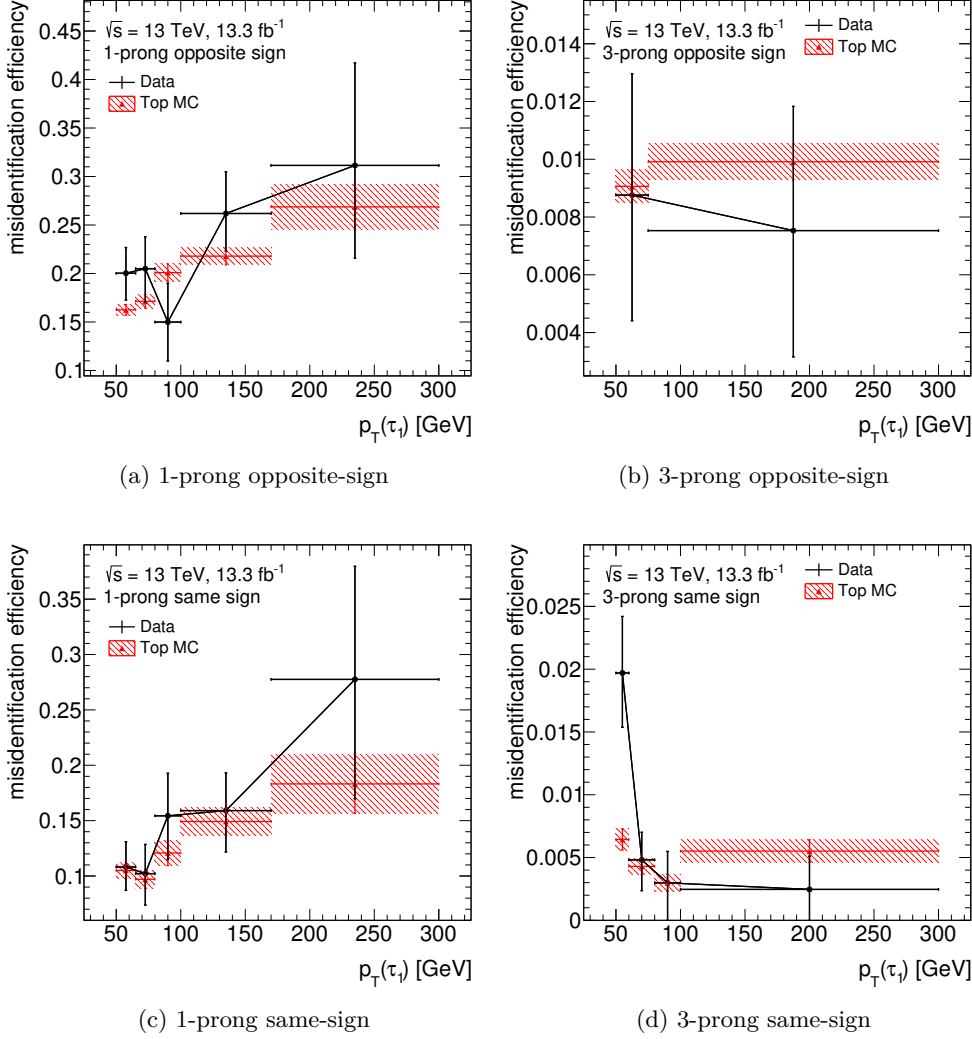 misidentification efficiency
√s = 13 TeV, 13.3 fb⁻¹
1-prong opposite sign
Data
Top MC
0.45
0.4
0.35
0.3
0.25
0.2
0.15
0.1
50 100 150 200 250 300
p_T(τ₁) [GeV]
(a) 1-prong opposite-sign
misidentification efficiency
√s = 13 TeV, 13.3 fb⁻¹
3-prong opposite sign
Data
Top MC
0.014
0.012
0.01
0.008
0.006
0.004
50 100 150 200 250 300
p_T(τ₁) [GeV]
(b) 3-prong opposite-sign
misidentification efficiency
√s = 13 TeV, 13.3 fb⁻¹
1-prong same sign
Data
Top MC
0.35
0.3
0.25
0.2
0.15
0.1
50 100 150 200 250 300
p_T(τ₁) [GeV]
(c) 1-prong same-sign
misidentification efficiency
√s = 13 TeV, 13.3 fb⁻¹
3-prong same sign
Data
Top MC
0.025
0.02
0.015
0.01
0.005
0
50 100 150 200 250 300
p_T(τ₁) [GeV]
(d) 3-prong same-sign